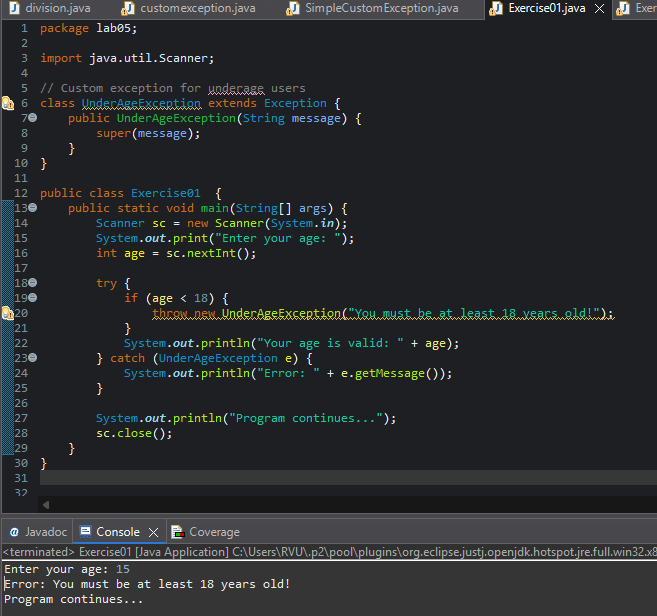 division.java customexception.java SimpleCustomException.java Exercise01.java Exer
1 package lab05;
2
3 import java.util.Scanner;
4
5 // Custom exception for underage users
6 class UnderAgeException extends Exception {
7 public UnderAgeException(String message) {
8 super(message);
9 }
10 }
11
12 public class Exercise01  {
13 public static void main(String[] args) {
14 Scanner sc = new Scanner(System.in);
15 System.out.print("Enter your age: ");
16 int age = sc.nextInt();
17
18 try {
19 if (age < 18) {
20 throw new UnderAgeException("You must be at least 18 years old!");
21 }
22 System.out.println("Your age is valid: " + age);
23 } catch (UnderAgeException e) {
24 System.out.println("Error: " + e.getMessage());
25 }
26
27 System.out.println("Program continues...");
28 sc.close();
29 }
30 }
31
32
@ Javadoc Console Coverage
<terminated> Exercise01 [Java Application] C:\Users\RVU\.p2\pool\plugins\org.eclipse.justj.openjdk.hotspot.jre.full.win32.x8
Enter your age: 15
Error: You must be at least 18 years old!
Program continues...